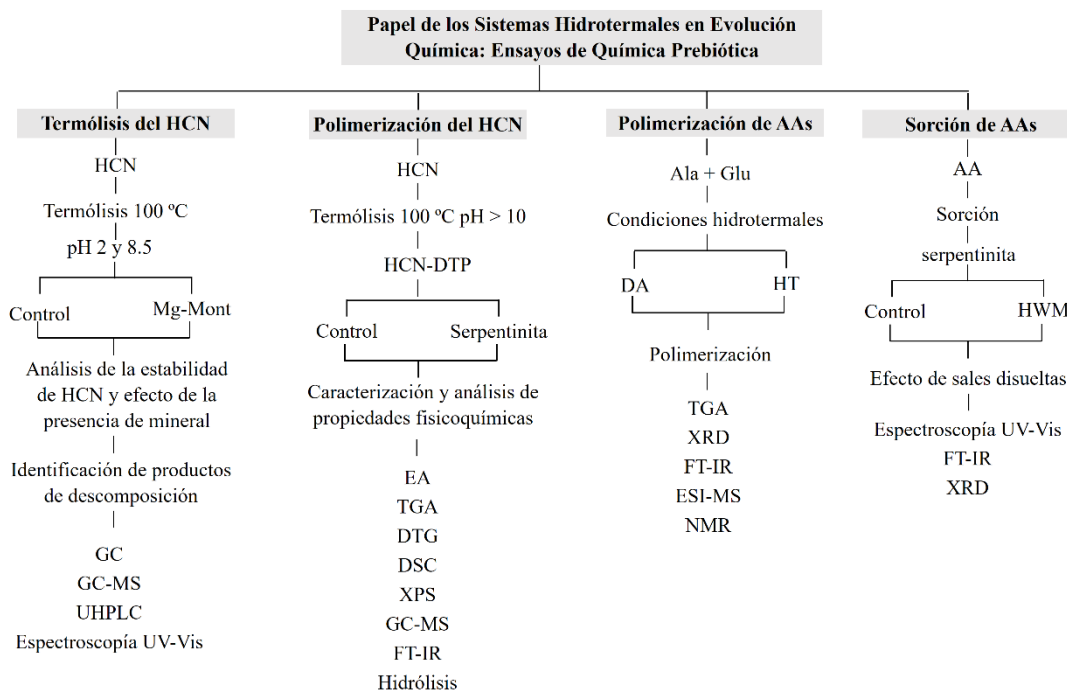 Papel de los Sistemas Hidrotermales en Evolución
Química: Ensayos de Química Prebiótica
Termólisis del HCN
HCN
Termólisis 100 ºC
pH 2 y 8.5
Control
Mg-Mont
Análisis de la estabilidad
de HCN y efecto de la
presencia de mineral
Identificación de productos
de descomposición
GC
GC-MS
UHPLC
Espectroscopía UV-Vis
Polimerización del HCN
HCN
Termólisis 100 ºC pH > 10
HCN-DTP
Control
Serpentinita
Caracterización y análisis de
propiedades fisicoquímicas
EA
TGA
DTG
DSC
XPS
GC-MS
FT-IR
Hidrólisis
Polimerización de AAs
Ala + Glu
Condiciones hidrotermales
DA
HT
Polimerización
TGA
XRD
FT-IR
ESI-MS
NMR
Sorción de AAs
AA
Sorción
serpentinita
Control
HWM
Efecto de sales disueltas
Espectroscopía UV-Vis
FT-IR
XRD